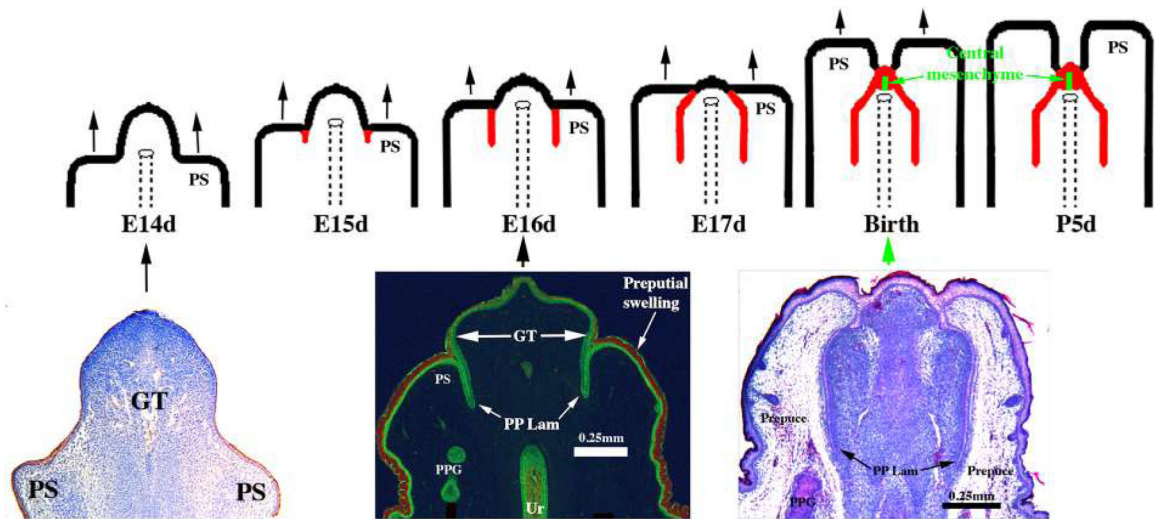 PS
E14d
PS
E15d
PS
E16d
PS
E17d
PS
Central
mesenchyme
Birth
PS
P5d
GT
PS
PS
Preputial
swelling
GT
PS
PP Lam
0.25mm
PPG
Ur
Prepuce
PP Lam
Prepuce
PPG
0.25mm